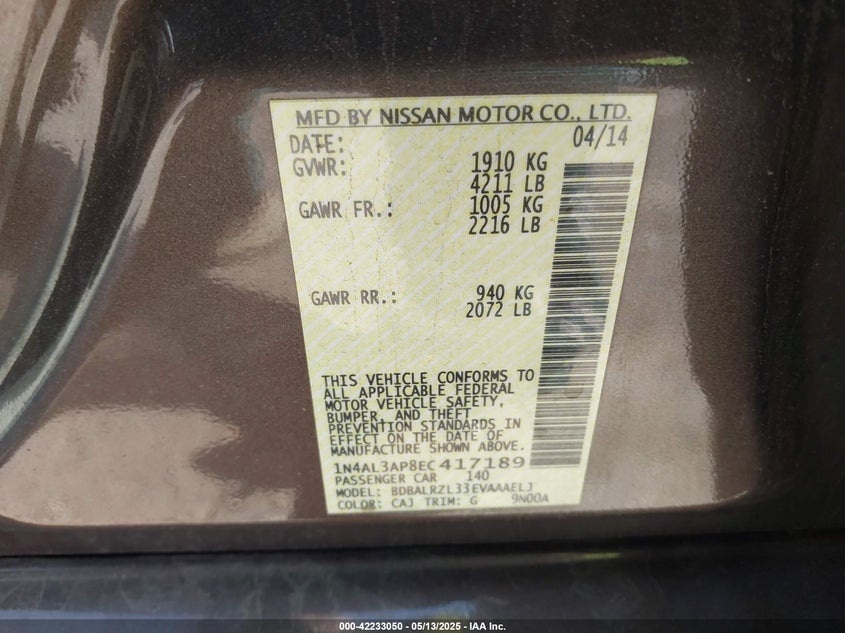 MFD BY NISSAN MOTOR CO., LTD.
DATE: 04/14
GVWR: 1910 KG
4211 LB
GAWR FR.: 1005 KG
2216 LB
GAWR RR.: 940 KG
2072 LB
THIS VEHICLE CONFORMS TO
ALL APPLICABLE FEDERAL
MOTOR VEHICLE SAFETY,
BUMPER, AND THEFT
PREVENTION STANDARDS IN
EFFECT ON THE DATE OF
MANUFACTURE SHOWN ABOVE.
1N4AL3AP8EC417189
PASSENGER CAR 140
MODEL: BDBALRZL33EVAAAELJ
COLOR: CAJ TRIM: G 9N00A
000-42233050 - 05/13/2025 - IAA Inc.